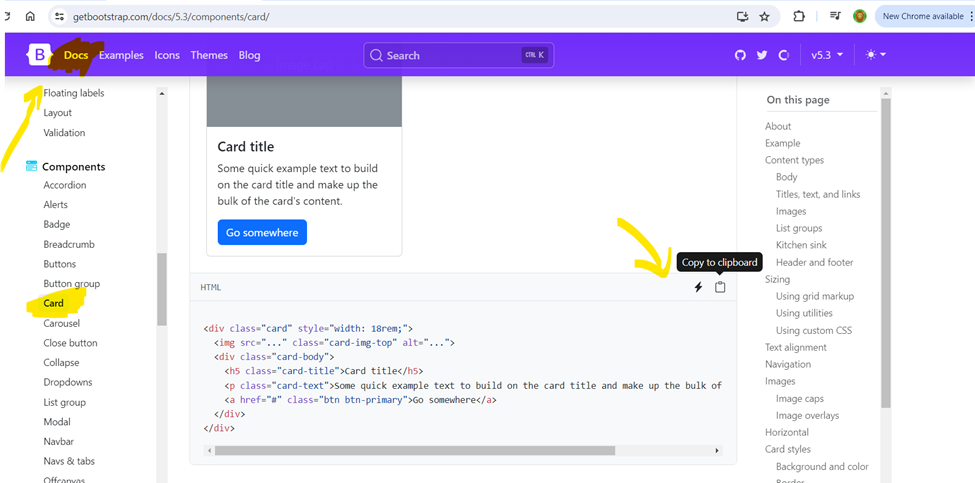 getbootstrap.com/docs/5.3/components/card/
New Chrome available
B
Docs
Examples
Icons
Themes
Blog
Search
CTRL K
v5.3
Floating labels
Layout
Validation
Components
Accordion
Alerts
Badge
Breadcrumb
Buttons
Button group
Card
Carousel
Close button
Collapse
Dropdowns
List group
Modal
Navbar
Navs & tabs
Offcanvas
Card title
Some quick example text to build
on the card title and make up the
bulk of the card's content.
Go somewhere
Copy to clipboard
HTML
<div class="card" style="width: 18rem;">
<img src="..." class="card-img-top" alt="...">
<div class="card-body">
<h5 class="card-title">Card title</h5>
<p class="card-text">Some quick example text to build on the card title and make up the bulk of
<a href="#" class="btn btn-primary">Go somewhere</a>
</div>
</div>
On this page
About
Example
Content types
Body
Titles, text, and links
Images
List groups
Kitchen sink
Header and footer
Sizing
Using grid markup
Using utilities
Using custom CSS
Text alignment
Navigation
Images
Image caps
Image overlays
Horizontal
Card styles
Background and color
Border